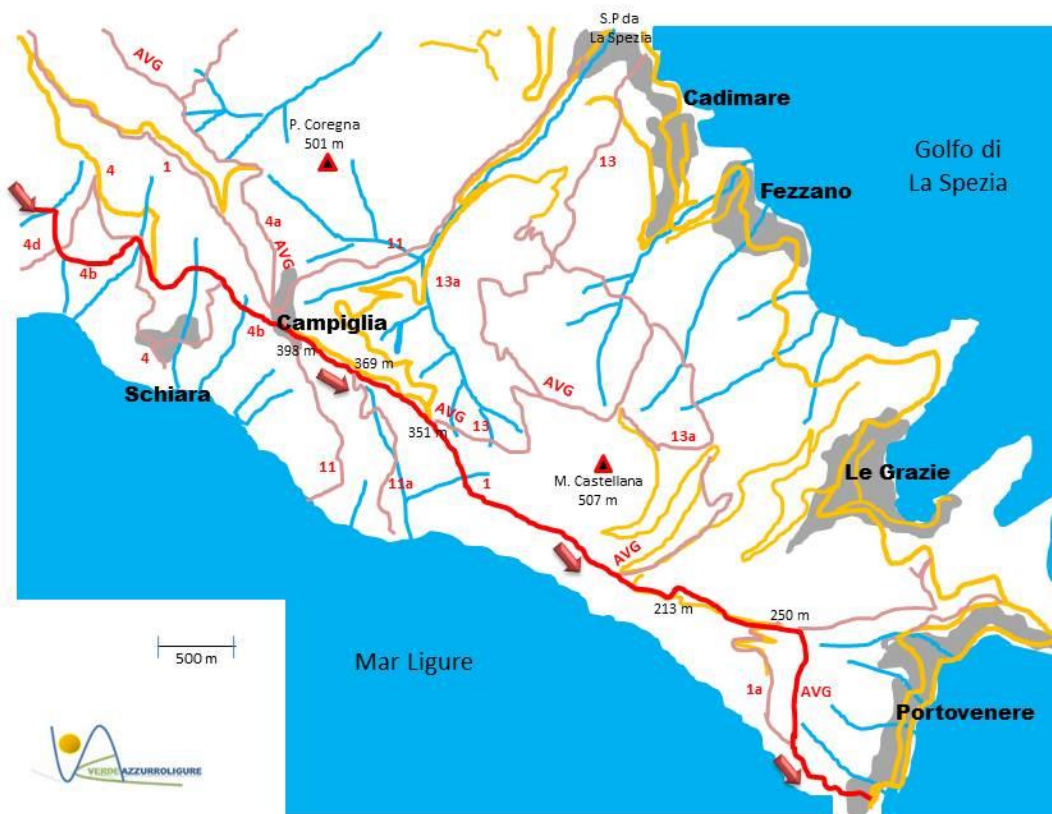 S.P da
La Spezia
AVG
Cadimare
P. Coregna
501 m
Golfo di
La Spezia
13
4
1
Fezzano
4a
4d
AVG
11
4b
13a
Campiglia
4b
398 m
369 m
4
Schiara
AVG
AVG
351 m
13
13a
11
M. Castellana
507 m
Le Grazie
11a
1
AVG
213 m
250 m
Mar Ligure
500 m
1a
AVG
Portovenere
VERDEAZZURROLIGURE